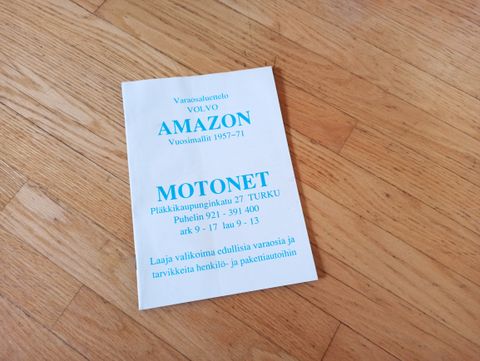 Varaosaluettelo
VOLVO
AMAZON
Vuosimallit 1957-71
MOTONET
Pläkkikaupunginkatu 27 TURKU
Puhelin 921 - 391 400
ark 9 - 17 lau 9 - 13
Laaja valikoima edullisia varaosia ja
tarvikkeita henkilö- ja pakettiautoihin